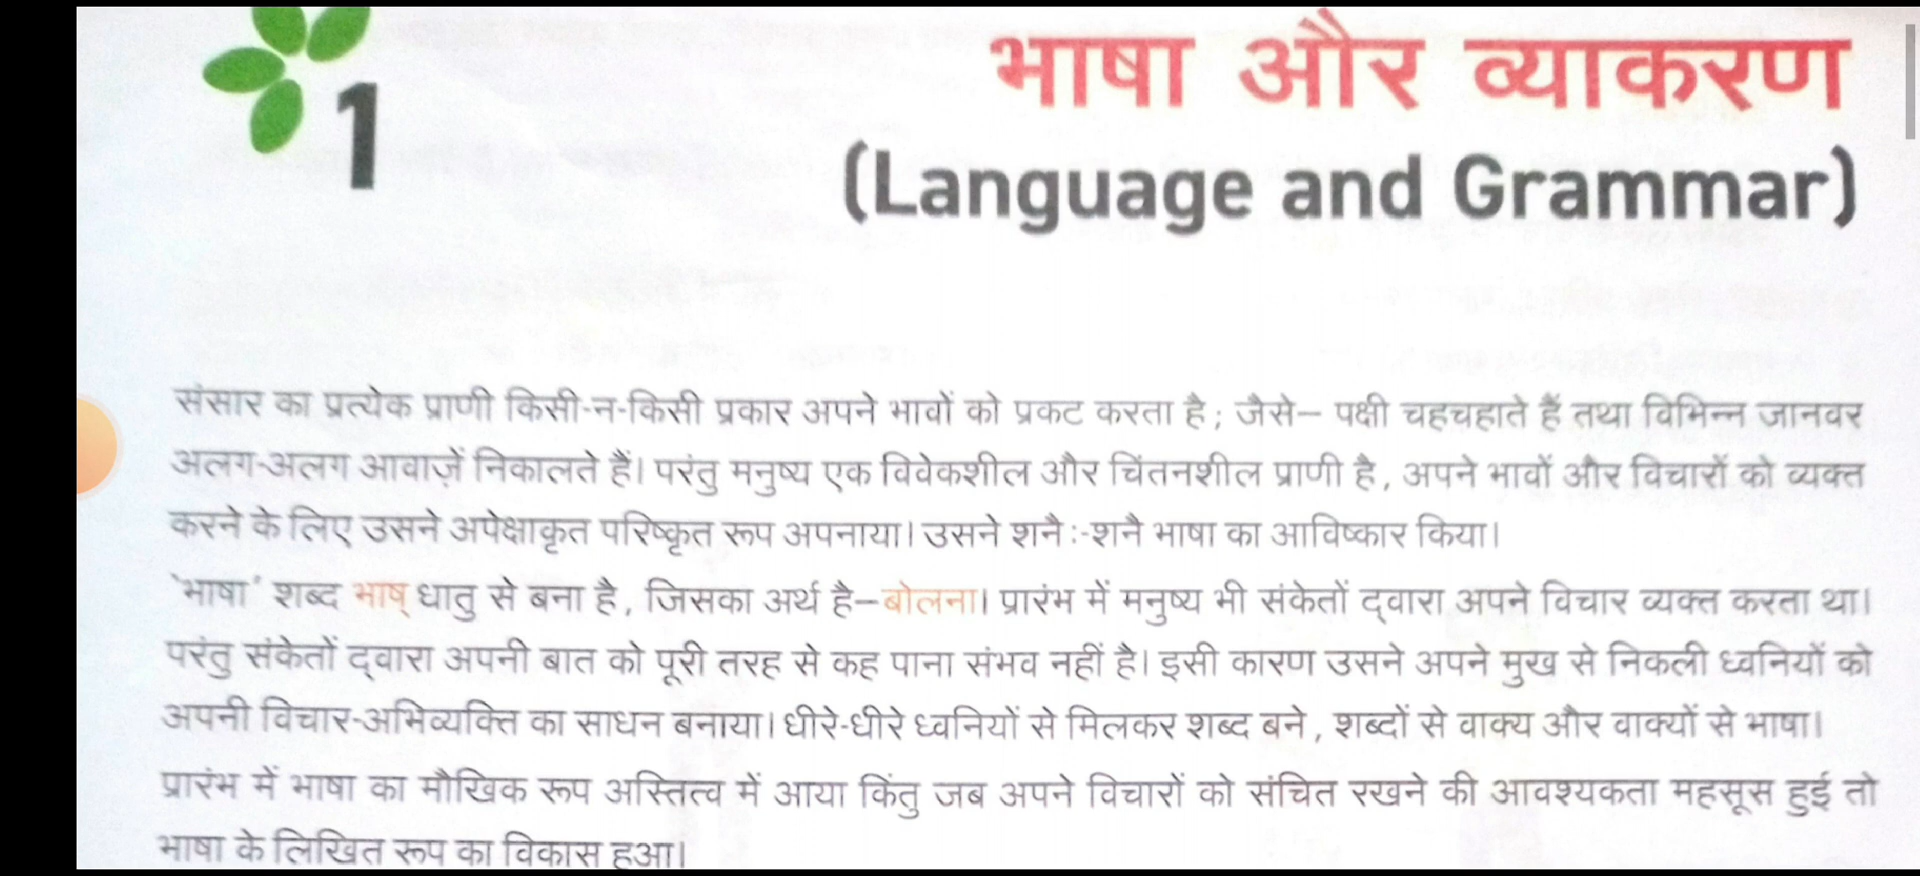 1
भाषा और व्याकरण
(Language and Grammar)
संसार का प्रत्येक प्राणी किसी-न-किसी प्रकार अपने भावों को प्रकट करता है; जैसे– पक्षी चहचहाते हैं तथा विभिन्न जानवर
अलग-अलग आवाज़ें निकालते हैं। परंतु मनुष्य एक विवेकशील और चिंतनशील प्राणी है, अपने भावों और विचारों को व्यक्त
करने के लिए उसने अपेक्षाकृत परिष्कृत रूप अपनाया। उसने शनैः-शनै भाषा का आविष्कार किया।
‘भाषा’ शब्द भाष् धातु से बना है, जिसका अर्थ है–बोलना। प्रारंभ में मनुष्य भी संकेतों द्वारा अपने विचार व्यक्त करता था।
परंतु संकेतों द्वारा अपनी बात को पूरी तरह से कह पाना संभव नहीं है। इसी कारण उसने अपने मुख से निकली ध्वनियों को
अपनी विचार-अभिव्यक्ति का साधन बनाया। धीरे-धीरे ध्वनियों से मिलकर शब्द बने, शब्दों से वाक्य और वाक्यों से भाषा।
प्रारंभ में भाषा का मौखिक रूप अस्तित्व में आया किंतु जब अपने विचारों को संचित रखने की आवश्यकता महसूस हुई तो
भाषा के लिखित रूप का विकास हुआ।